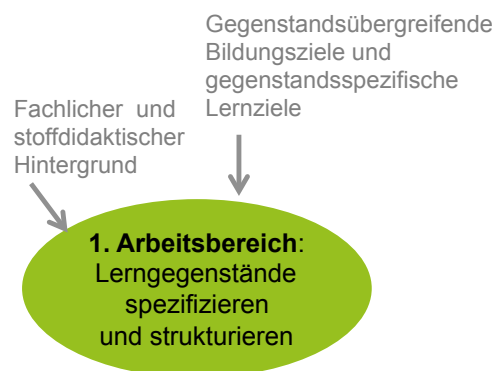 Gegenstandsübergreifende
Bildungsziele und
gegenstandsspezifische
Lernziele
Fachlicher und
stoffdidaktischer
Hintergrund
1. Arbeitsbereich:
Lerngegenstände
spezifizieren
und strukturieren